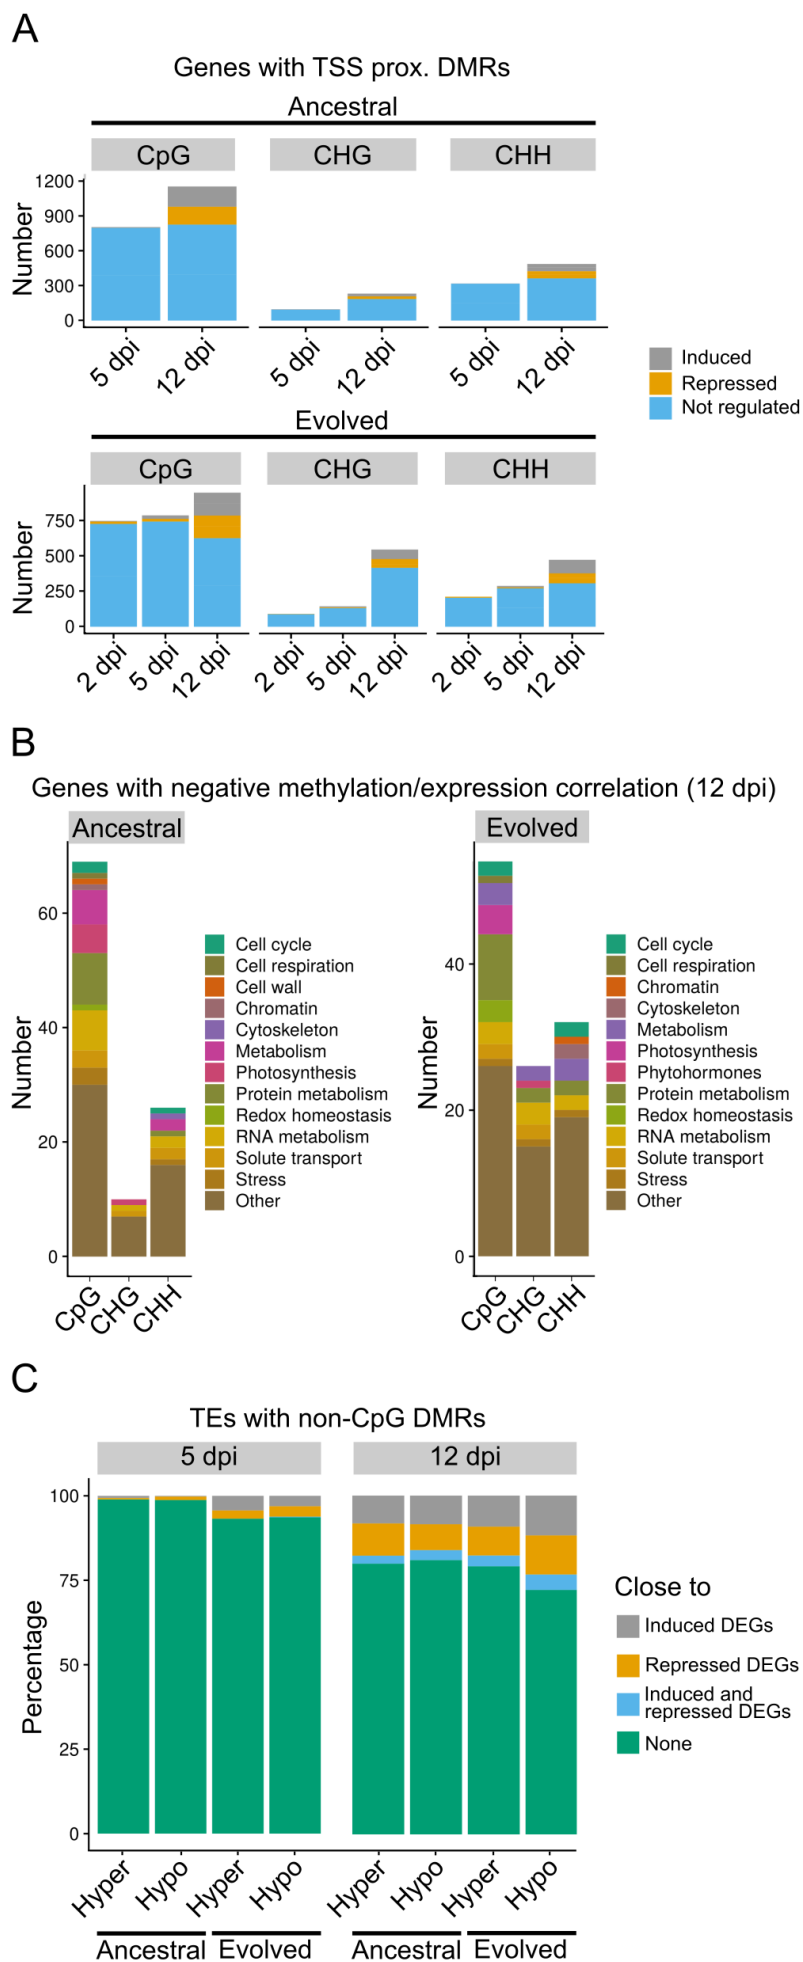 A
Genes with TSS prox. DMRs
Ancestral
CpG CHG CHH
Number
1200
900
600
300
0
5 dpi 12 dpi 5 dpi 12 dpi 5 dpi 12 dpi
Induced
Repressed
Not regulated
Evolved
CpG CHG CHH
Number
750
500
250
0
2 dpi 5 dpi 12 dpi 2 dpi 5 dpi 12 dpi 2 dpi 5 dpi 12 dpi
B
Genes with negative methylation/expression correlation (12 dpi)
Ancestral
Number
60
40
20
0
CpG CHG CHH
Cell cycle
Cell respiration
Cell wall
Chromatin
Cytoskeleton
Metabolism
Photosynthesis
Protein metabolism
Redox homeostasis
RNA metabolism
Solute transport
Stress
Other
Evolved
Number
40
20
0
CpG CHG CHH
Cell cycle
Cell respiration
Chromatin
Cytoskeleton
Metabolism
Photosynthesis
Phytohormones
Protein metabolism
Redox homeostasis
RNA metabolism
Solute transport
Stress
Other
C
TEs with non-CpG DMRs
5 dpi 12 dpi
Percentage
100
75
50
25
0
Hyper Hypo Hyper Hypo Hyper Hypo Hyper Hypo
Ancestral Evolved Ancestral Evolved
Close to
Induced DEGs
Repressed DEGs
Induced and
repressed DEGs
None